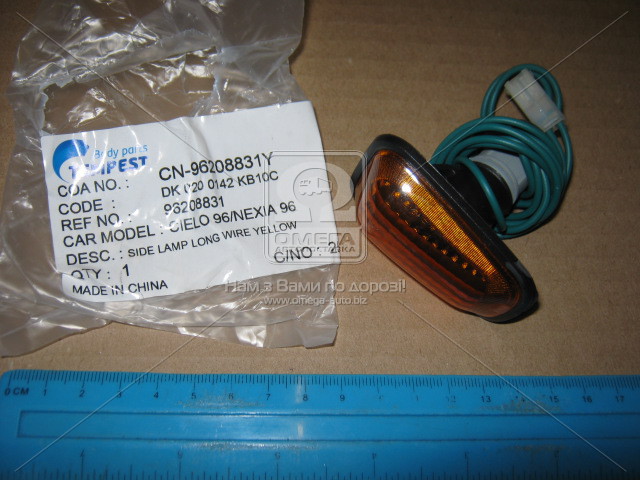 Body parts
TEMPEST
COA NO. : CN-96208831Y
CODE : DK 020 0142 KB10C
REF NO. : 96208831
CAR MODEL : CIELO 96/NEXIA 96
DESC. : SIDE LAMP LONG WIRE YELLOW
QTY : 1 C/NO : 2
MADE IN CHINA
OMEGA
АВТОПОСТАВКА
Нам з Вами по дорозі!
www.omega-auto.biz
0 CM 1 2 3 4 5 6 7 8 9 10 11 12 13 14 15 16 17